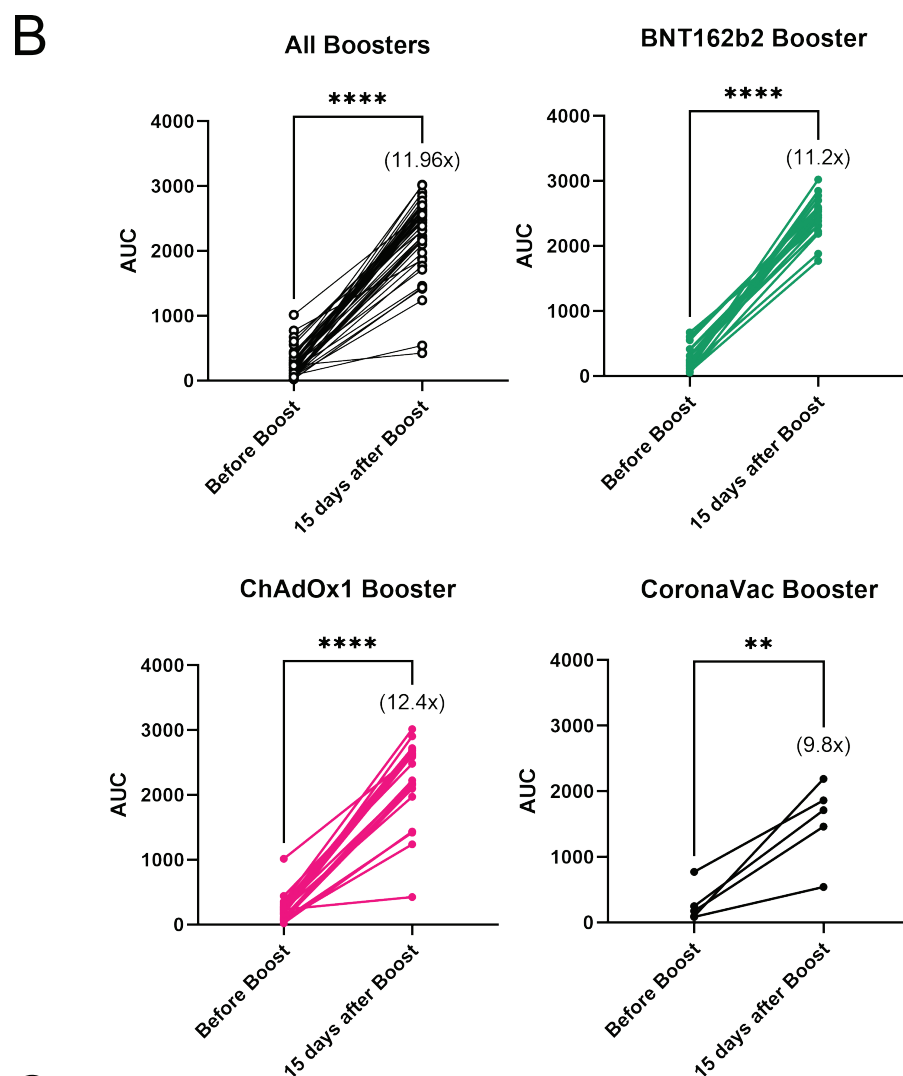 B
All Boosters
****
(11.96x)
4000
3000
2000
1000
0
AUC
Before Boost
15 days after Boost
BNT162b2 Booster
****
(11.2x)
4000
3000
2000
1000
0
AUC
Before Boost
15 days after Boost
ChAdOx1 Booster
****
(12.4x)
4000
3000
2000
1000
0
AUC
Before Boost
15 days after Boost
CoronaVac Booster
**
(9.8x)
4000
3000
2000
1000
0
AUC
Before Boost
15 days after Boost